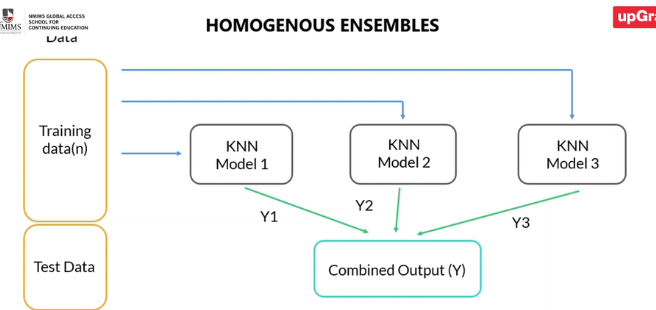 NMIMS GLOBAL ACCESS
SCHOOL FOR
CONTINUING EDUCATION
NMIMS
HOMOGENOUS ENSEMBLES
upGra
Data
Training
data(n)
KNN
Model 1
KNN
Model 2
KNN
Model 3
Y1
Y2
Y3
Test Data
Combined Output (Y)